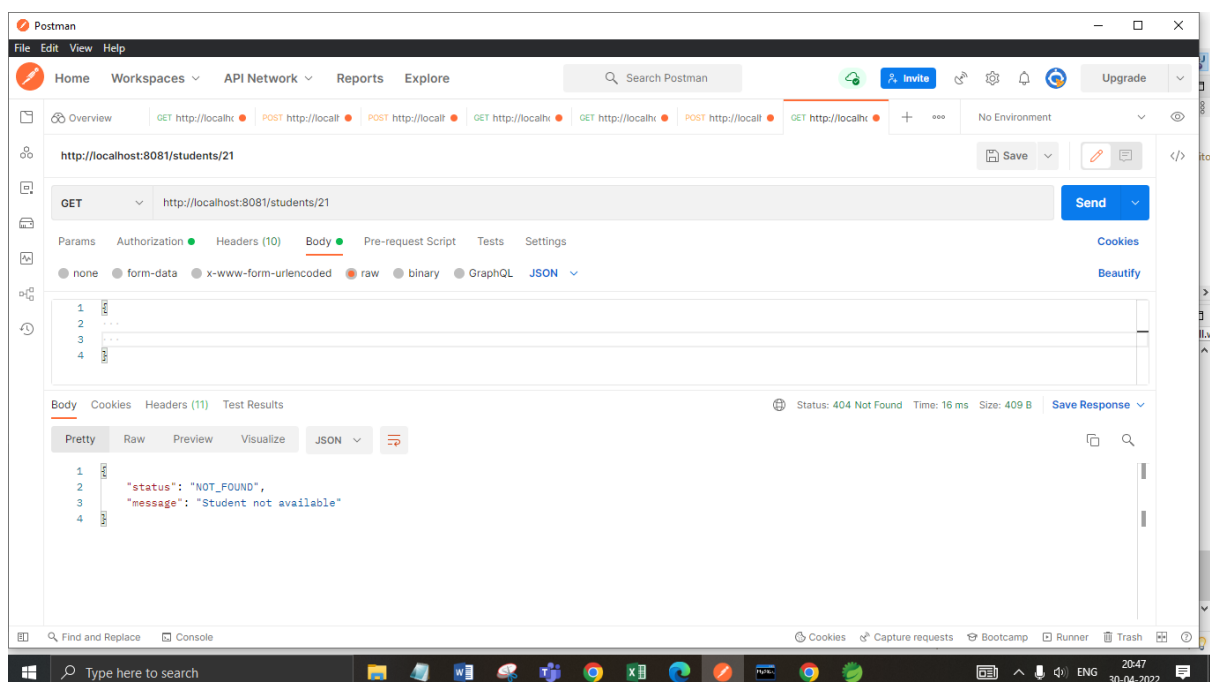 Postman
File Edit View Help
Home Workspaces API Network Reports Explore Search Postman Invite Upgrade
Overview GET http://localhc POST http://localh POST http://localh GET http://localhc GET http://localhc POST http://localh GET http://localhc + ooo No Environment
http://localhost:8081/students/21 Save </>
GET http://localhost:8081/students/21 Send
Params Authorization Headers (10) Body Pre-request Script Tests Settings Cookies
none form-data x-www-form-urlencoded raw binary GraphQL JSON Beautify
1 {
2 ...
3 ...
4 }
Body Cookies Headers (11) Test Results Status: 404 Not Found Time: 16 ms Size: 409 B Save Response
Pretty Raw Preview Visualize JSON
1 {
2 "status": "NOT_FOUND",
3 "message": "Student not available"
4 }
Find and Replace Console Cookies Capture requests Bootcamp Runner Trash
Type here to search ENG 20:47
30-04-2022